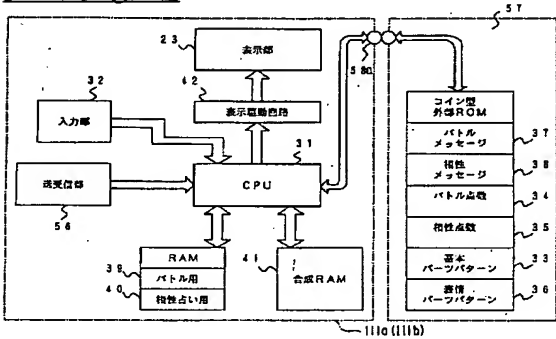 57
23
表示部
42
580
32
表示駆動回路
入力部
31
コイン型
外部ROM
バトル
メッセージ
37
CPU
相性
メッセージ
38
送受信部
バトル点数
34
56
相性点数
35
RAM
41
39
バトル用
合成RAM
基本
パーツパターン
33
40
相性占い用
表情
パーツパターン
36
111a(111b)